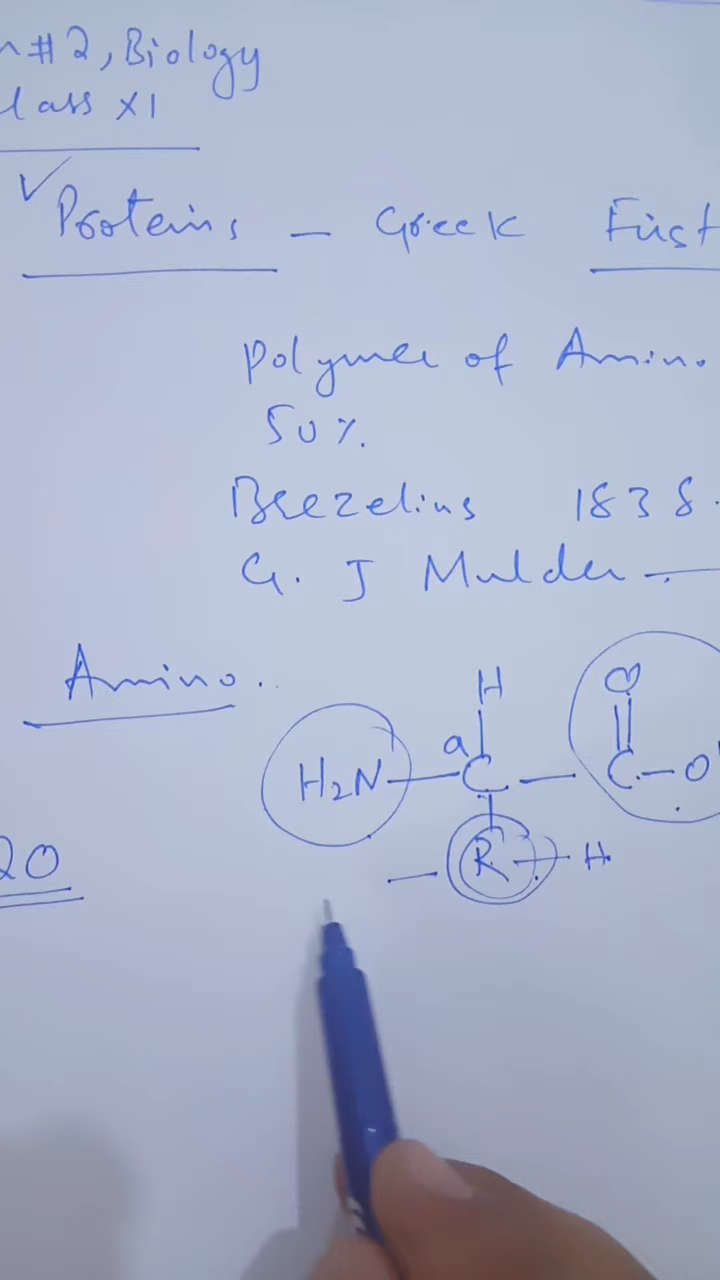 n#2, Biology
lass XI
Proteins – Greek First
Polymer of Amino.
50%.
Berzelius 1838.
G. J Mulder –
Amino..
H
O
a
H₂N–C–C–O
20
R–H